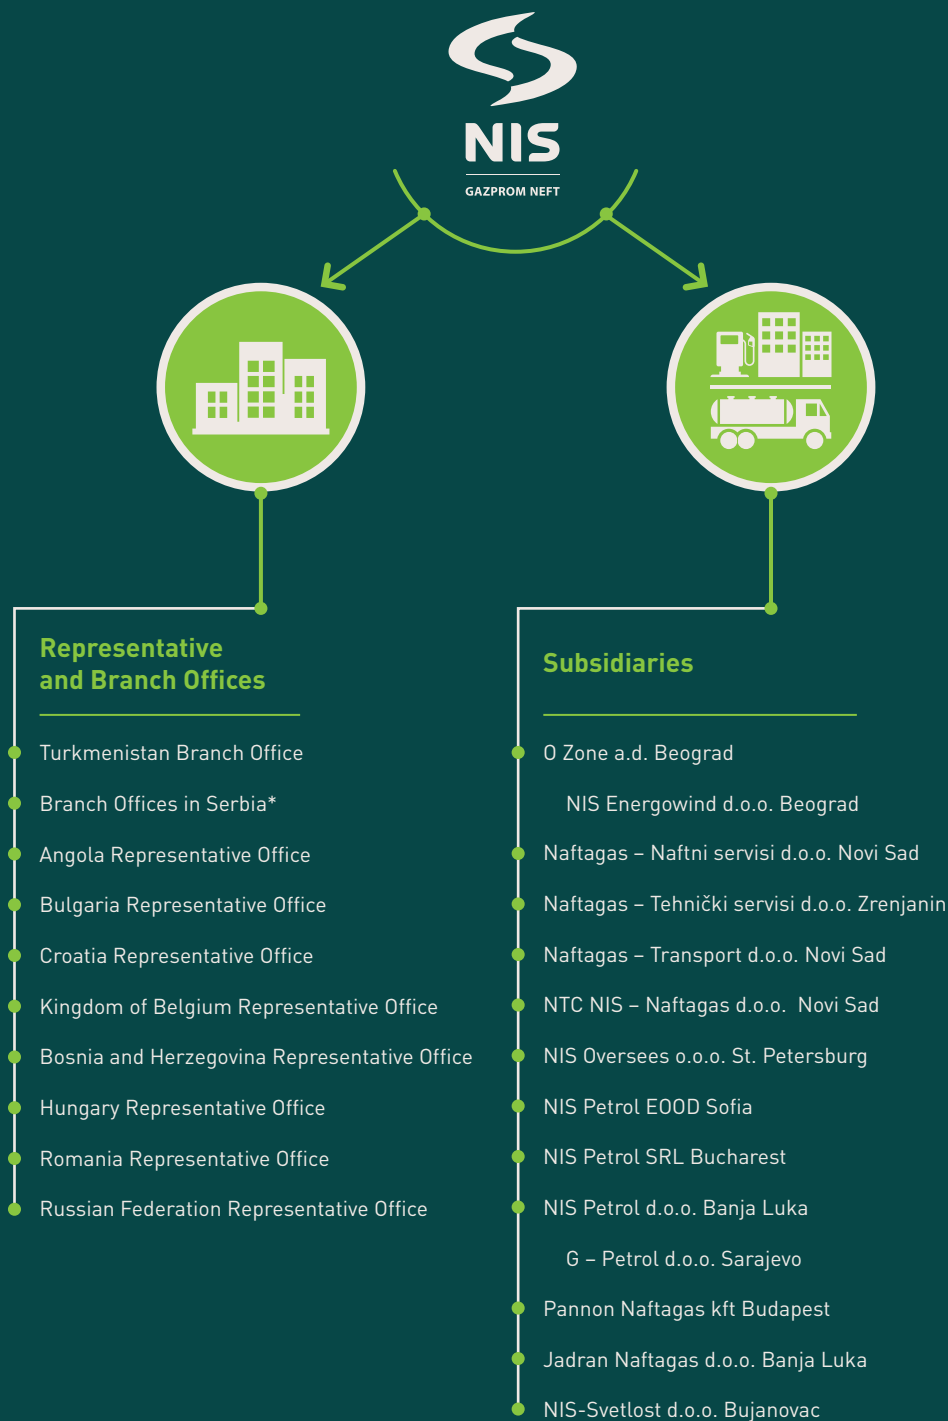 NIS
GAZPROM NEFT
Representative
and Branch Offices
Turkmenistan Branch Office
Branch Offices in Serbia*
Angola Representative Office
Bulgaria Representative Office
Croatia Representative Office
Kingdom of Belgium Representative Office
Bosnia and Herzegovina Representative Office
Hungary Representative Office
Romania Representative Office
Russian Federation Representative Office
Subsidiaries
O Zone a.d. Beograd
NIS Energowind d.o.o. Beograd
Naftagas – Naftni servisi d.o.o. Novi Sad
Naftagas – Tehnički servisi d.o.o. Zrenjanin
Naftagas – Transport d.o.o. Novi Sad
NTC NIS – Naftagas d.o.o. Novi Sad
NIS Oversees o.o.o. St. Petersburg
NIS Petrol EOOD Sofia
NIS Petrol SRL Bucharest
NIS Petrol d.o.o. Banja Luka
G – Petrol d.o.o. Sarajevo
Pannon Naftagas kft Budapest
Jadran Naftagas d.o.o. Banja Luka
NIS-Svetlost d.o.o. Bujanovac